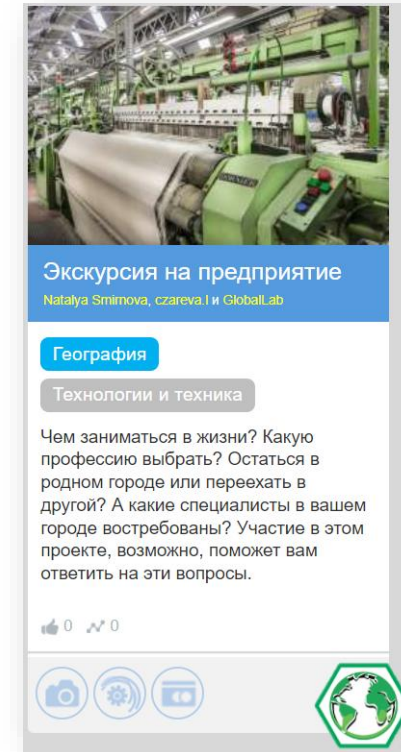 Экскурсия на предприятие
Natalya Smirnova, czareva.l и GlobalLab
География
Технологии и техника
Чем заниматься в жизни? Какую
профессию выбрать? Остаться в
родном городе или переехать в
другой? А какие специалисты в вашем
городе востребованы? Участие в этом
проекте, возможно, поможет вам
ответить на эти вопросы.
0 0